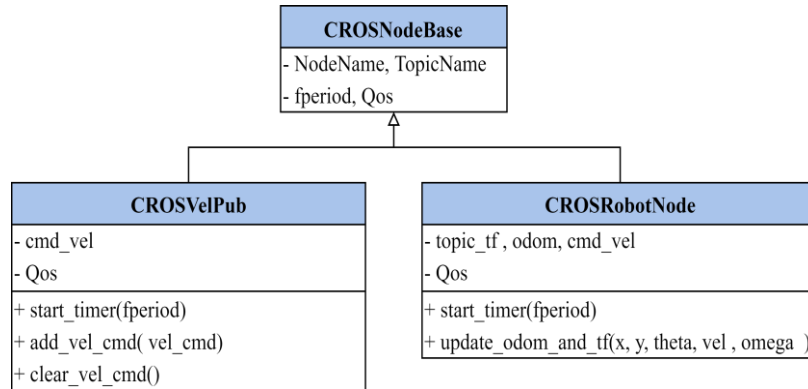 CROSNodeBase
- NodeName, TopicName
- fperiod, Qos
CROSVelPub
- cmd_vel
- Qos
+ start_timer(fperiod)
+ add_vel_cmd( vel_cmd)
+ clear_vel_cmd()
CROSRobotNode
- topic_tf , odom, cmd_vel
- Qos
+ start_timer(fperiod)
+ update_odom_and_tf(x, y, theta, vel , omega )